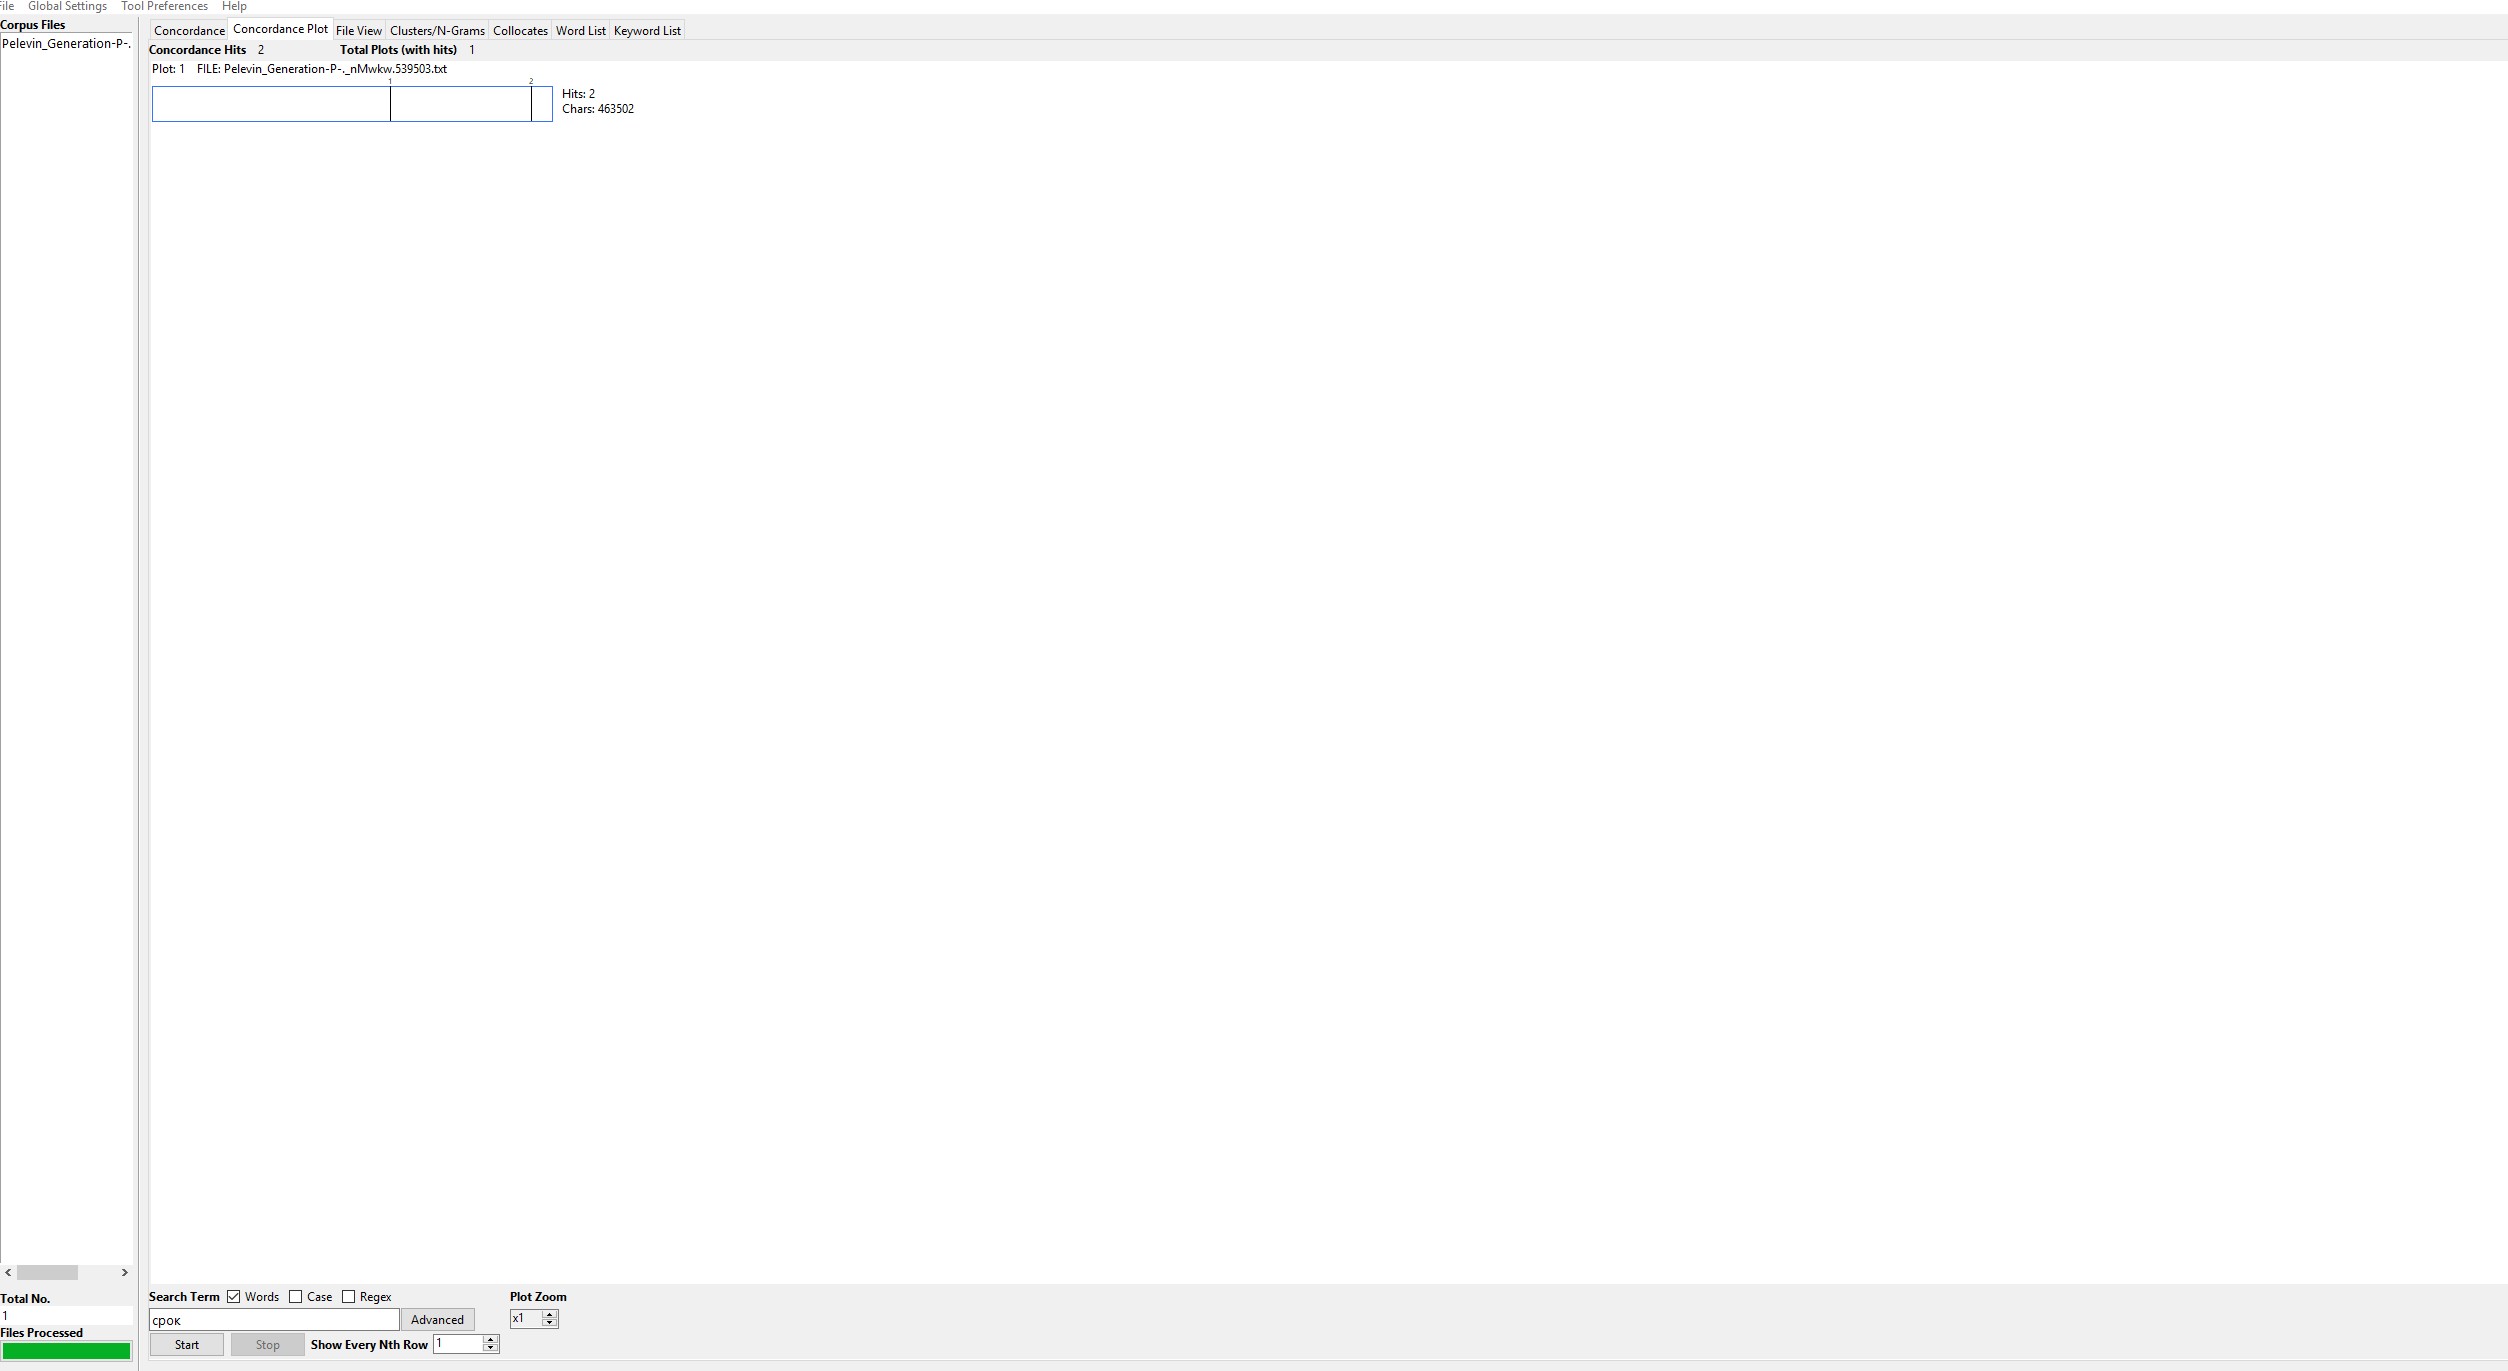 File Global Settings Tool Preferences Help
Corpus Files
Pelevin_Generation-P-.
Concordance Concordance Plot File View Clusters/N-Grams Collocates Word List Keyword List
Concordance Hits 2 Total Plots (with hits) 1
Plot: 1 FILE: Pelevin_Generation-P-._nMwkw.539503.txt
1 2
Hits: 2
Chars: 463502
Total No.
1
Files Processed
Search Term Words Case Regex Plot Zoom
срок Advanced x1
Start Stop Show Every Nth Row 1